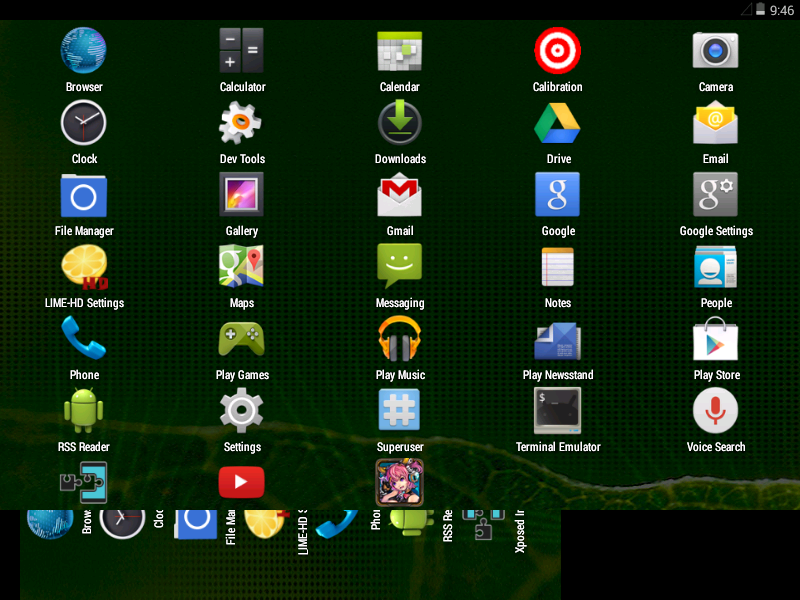 9:46
Browser
Calculator
Calendar
Calibration
Camera
Clock
Dev Tools
Downloads
Drive
Email
File Manager
Gallery
Gmail
Google
Google Settings
LIME-HD Settings
Maps
Messaging
Notes
People
Phone
Play Games
Play Music
Play Newsstand
Play Store
RSS Reader
Settings
Superuser
Terminal Emulator
Voice Search
Brow
Cloc
File Ma
LIME-HD S
Phon
RSS Re
Xposed In